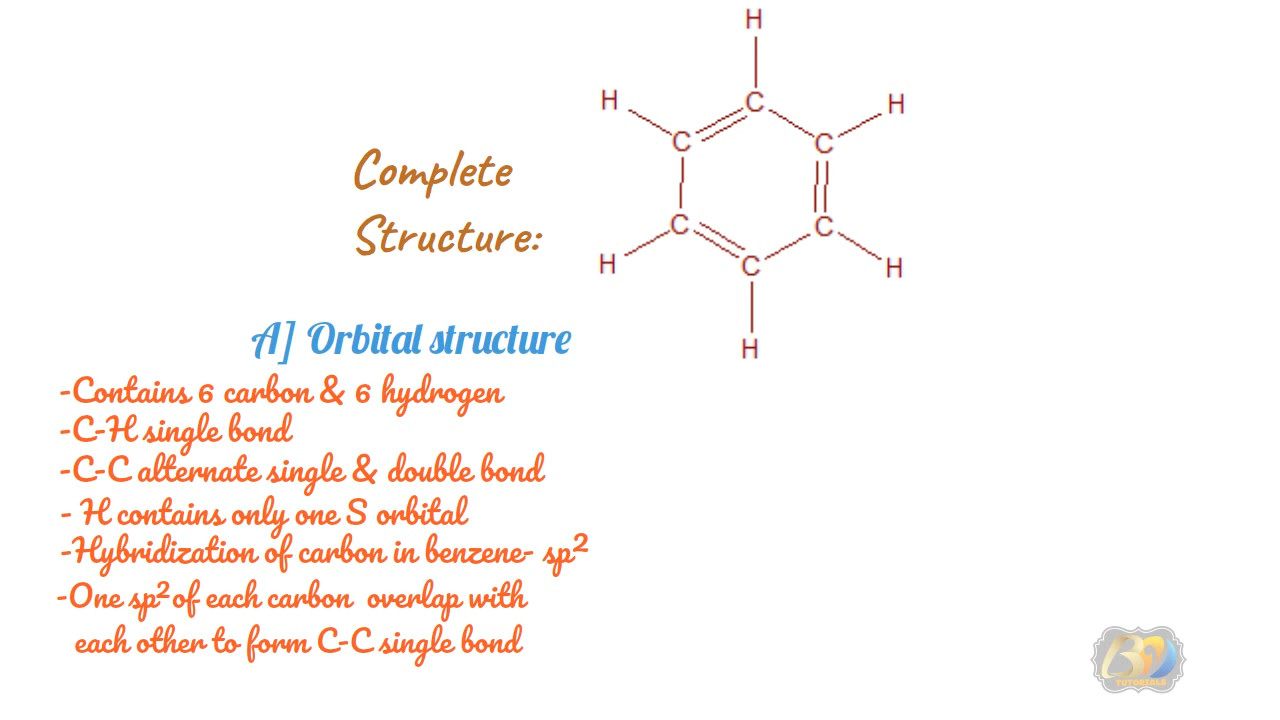 H
H
H
C
C
C
Complete
Structure:
C
C
C
H
H
H
A] Orbital structure
-Contains 6 carbon & 6 hydrogen
-C-H single bond
-C-C alternate single & double bond
- H contains only one S orbital
-Hybridization of carbon in benzene- sp²
-One sp² of each carbon overlap with
each other to form C-C single bond
TUTORIALS